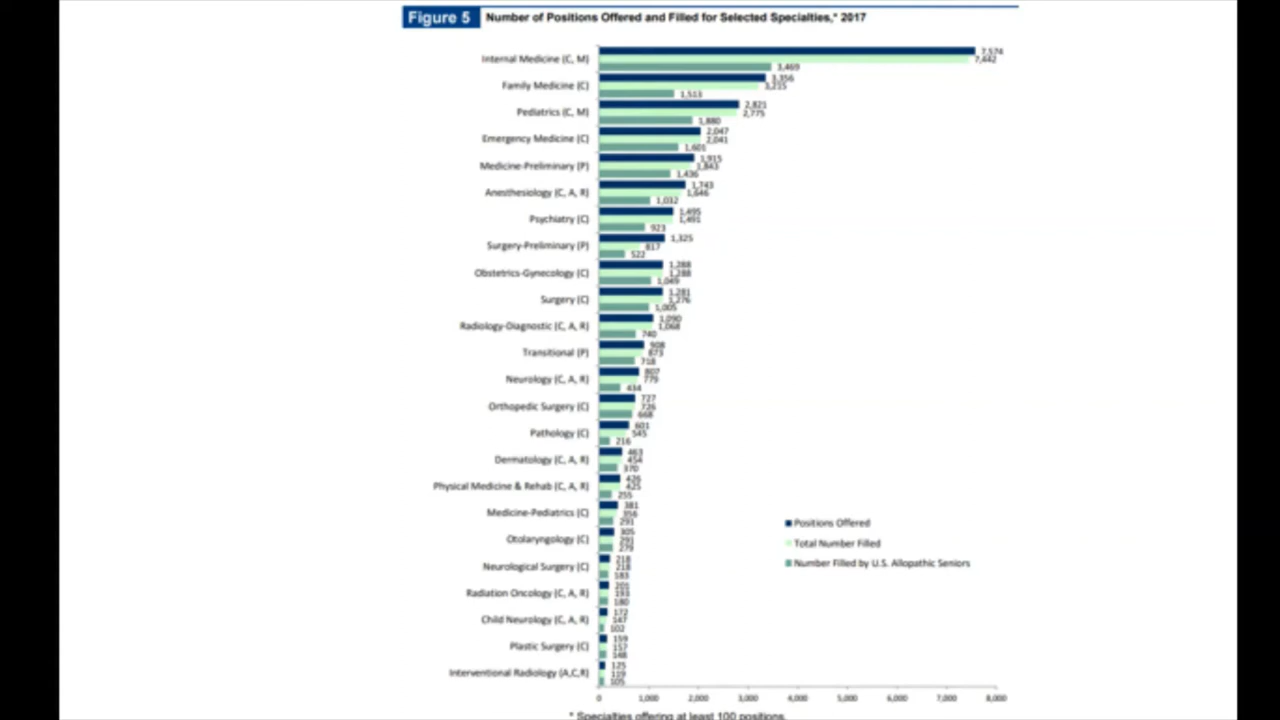 Figure 5 Number of Positions Offered and Filled for Selected Specialties,* 2017
Internal Medicine (C, M) 7,574
7,442
3,469
Family Medicine (C) 3,356
3,215
1,513
Pediatrics (C, M) 2,821
2,775
1,880
Emergency Medicine (C) 2,047
2,041
1,601
Medicine-Preliminary (P) 1,915
1,843
1,436
Anesthesiology (C, A, R) 1,743
1,646
1,032
Psychiatry (C) 1,495
1,491
923
Surgery-Preliminary (P) 1,325
817
522
Obstetrics-Gynecology (C) 1,288
1,288
1,049
Surgery (C) 1,281
1,276
1,005
Radiology-Diagnostic (C, A, R) 1,090
1,068
740
Transitional (P) 908
873
718
Neurology (C, A, R) 807
779
434
Orthopedic Surgery (C) 727
726
668
Pathology (C) 601
545
216
Dermatology (C, A, R) 463
454
370
Physical Medicine & Rehab (C, A, R) 426
425
255
Medicine-Pediatrics (C) 381
356
291
Otolaryngology (C) 305
291
279
Neurological Surgery (C) 218
218
183
Radiation Oncology (C, A, R) 201
193
180
Child Neurology (C, A, R) 172
147
102
Plastic Surgery (C) 159
157
148
Interventional Radiology (A,C,R) 125
119
105
Positions Offered
Total Number Filled
Number Filled by U.S. Allopathic Seniors
0 1,000 2,000 3,000 4,000 5,000 6,000 7,000 8,000
* Specialties offering at least 100 positions.